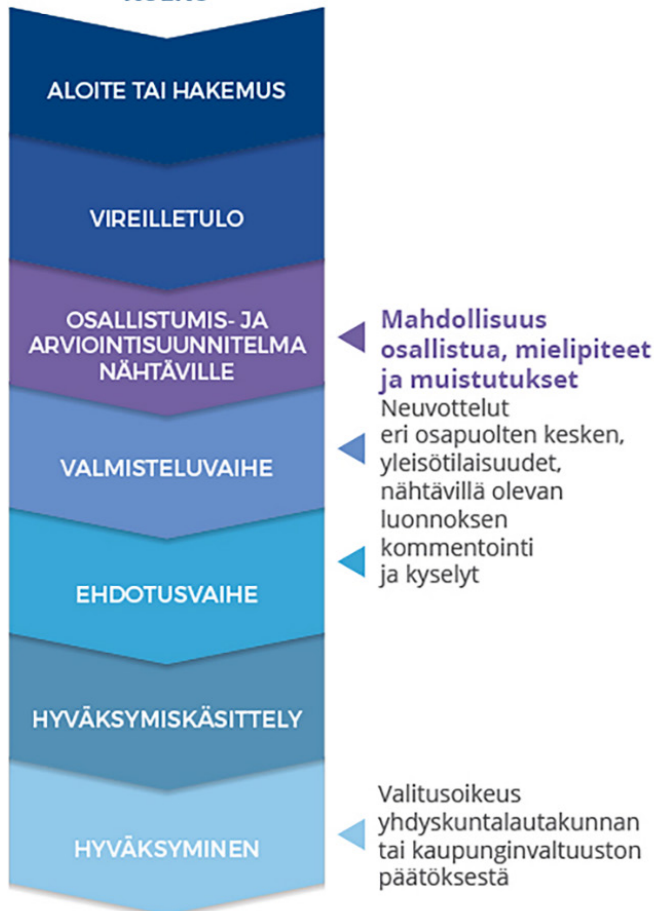 ALOITE TAI HAKEMUS
VIREILLETULO
OSALLISTUMIS- JA
ARVIOINTISUUNNITELMA
NÄHTÄVILLE
Mahdollisuus
osallistua, mielipiteet
ja muistutukset
VALMISTELUVAIHE
Neuvottelut
eri osapuolten kesken,
yleisötilaisuudet,
nähtävillä olevan
luonnoksen
kommentointi
ja kyselyt
EHDOTUSVAIHE
HYVÄKSYMISKÄSITTELY
HYVÄKSYMINEN
Valitusoikeus
yhdyskuntalautakunnan
tai kaupunginvaltuuston
päätöksestä